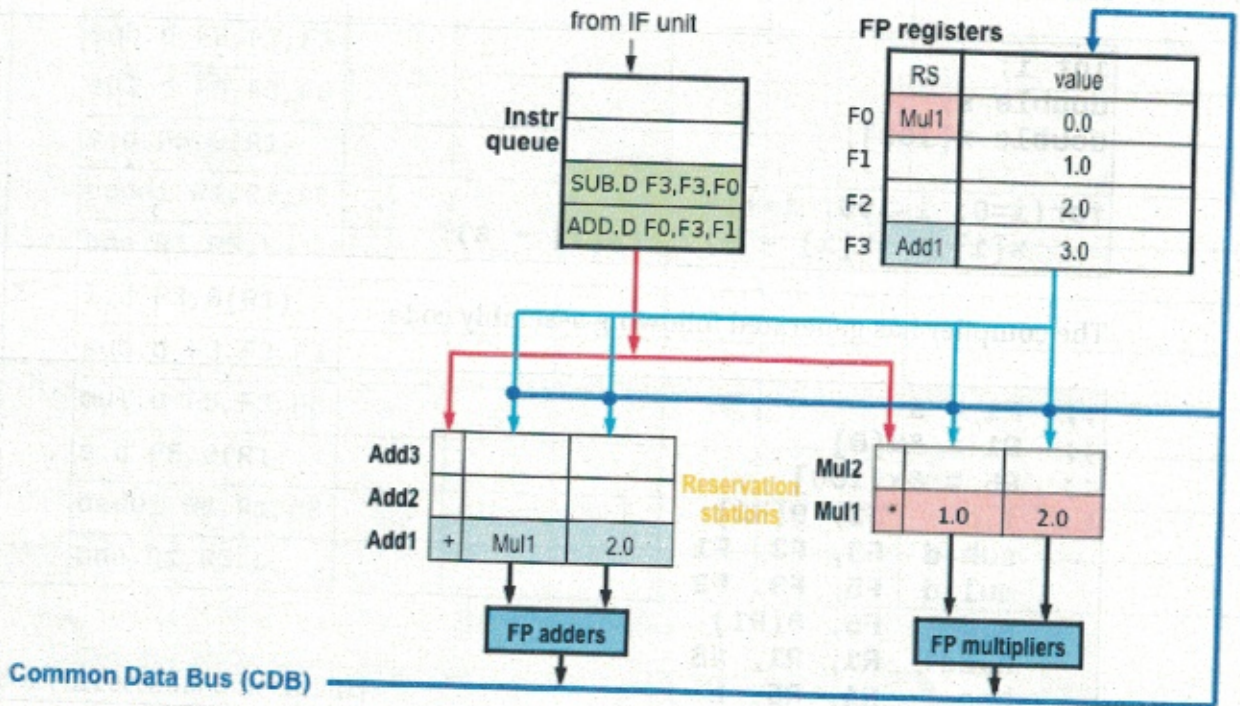 from IF unit
FP registers
RS value
F0 Mul1 0.0
F1 1.0
F2 2.0
F3 Add1 3.0
Instr
queue
SUB.D F3,F3,F0
ADD.D F0,F3,F1
Add3
Add2
Add1 + Mul1 2.0
Reservation
stations
Mul2
Mul1 * 1.0 2.0
FP adders
FP multipliers
Common Data Bus (CDB)